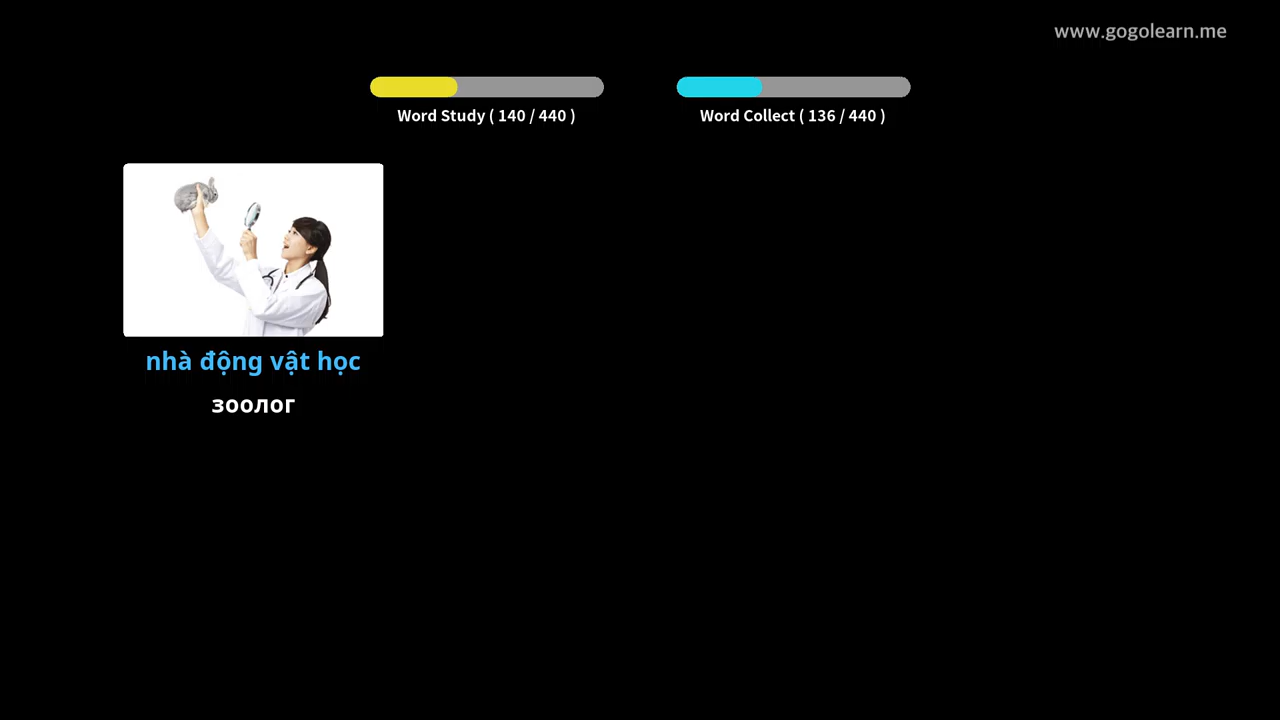 www.gogolearn.me
Word Study ( 140 / 440 )
Word Collect ( 136 / 440 )
nhà động vật học
зоолог